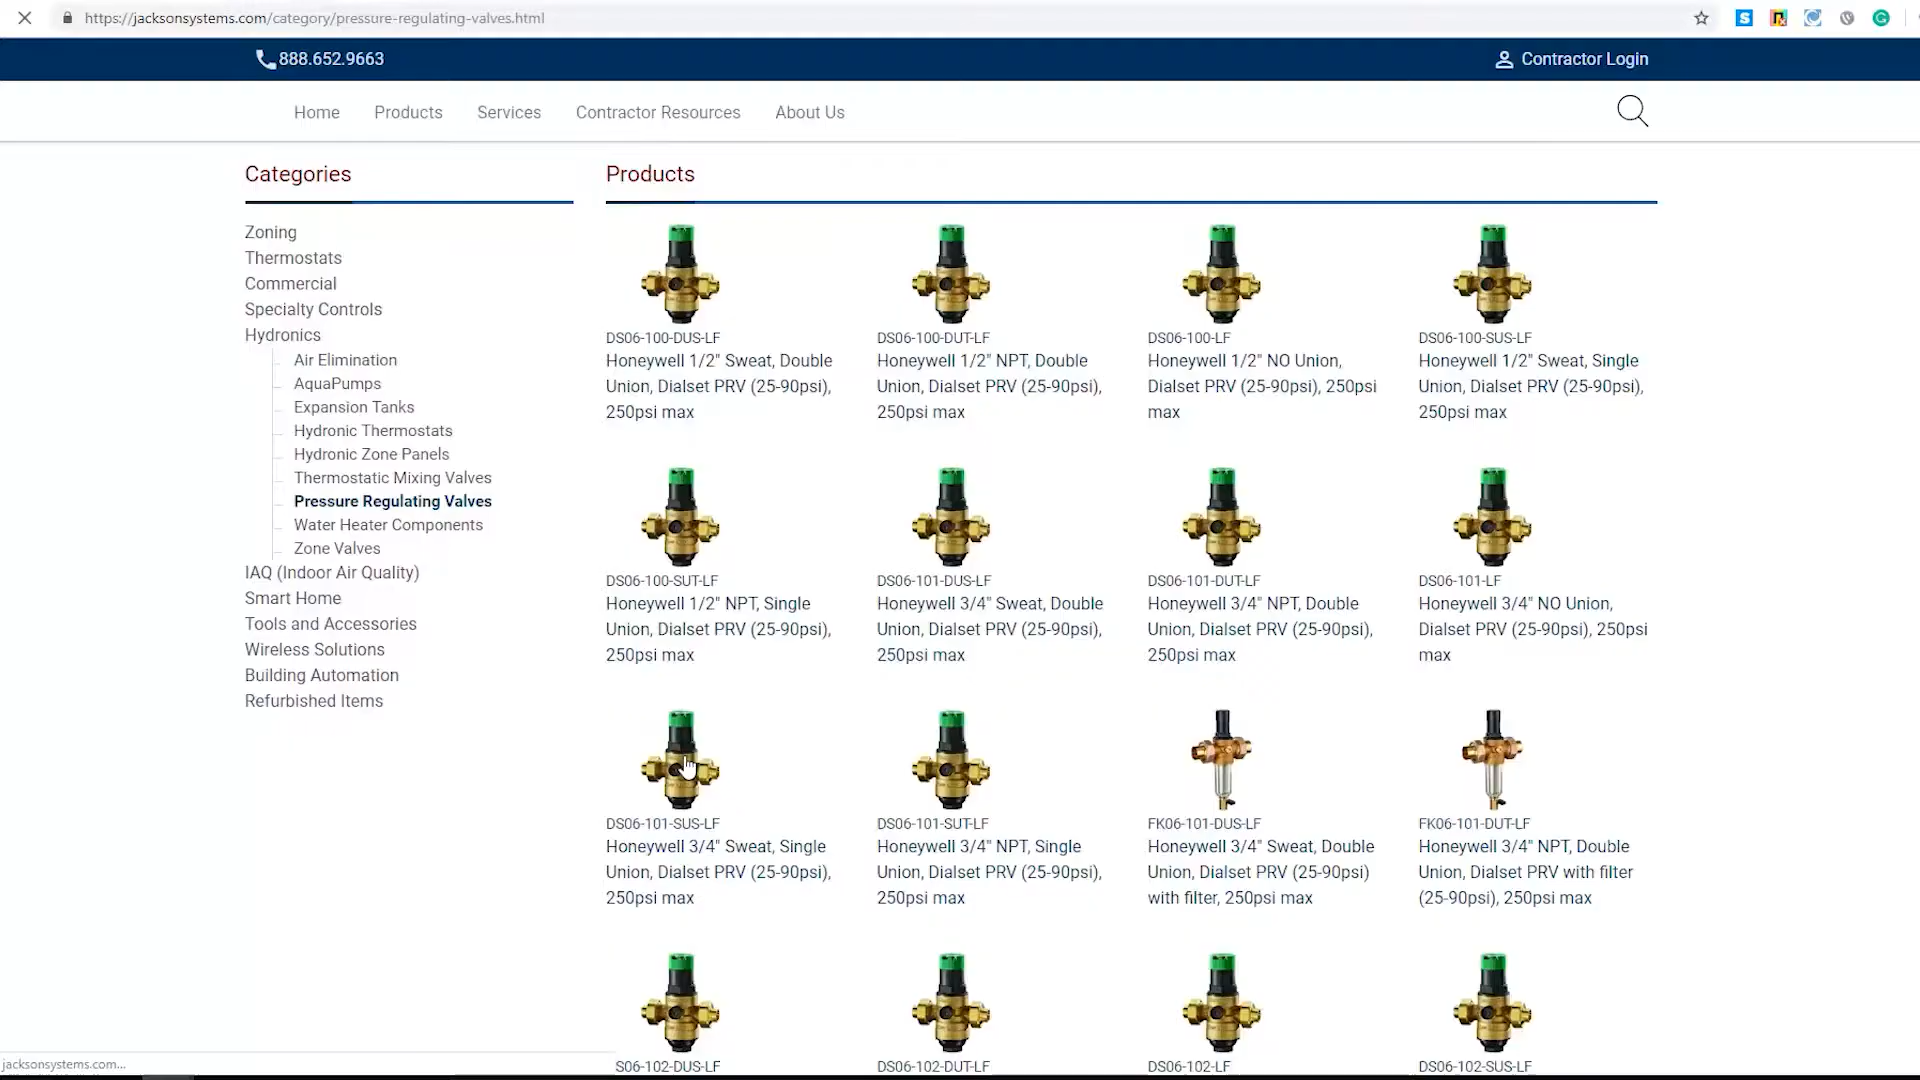 https://jacksonsystems.com/category/pressure-regulating-valves.html
888.652.9663
Contractor Login
Home
Products
Services
Contractor Resources
About Us
Categories
Zoning
Thermostats
Commercial
Specialty Controls
Hydronics
Air Elimination
AquaPumps
Expansion Tanks
Hydronic Thermostats
Hydronic Zone Panels
Thermostatic Mixing Valves
Pressure Regulating Valves
Water Heater Components
Zone Valves
IAQ (Indoor Air Quality)
Smart Home
Tools and Accessories
Wireless Solutions
Building Automation
Refurbished Items
Products
DS06-100-DUS-LF
Honeywell 1/2" Sweat, Double
Union, Dialset PRV (25-90psi),
250psi max
DS06-100-DUT-LF
Honeywell 1/2" NPT, Double
Union, Dialset PRV (25-90psi),
250psi max
DS06-100-LF
Honeywell 1/2" NO Union,
Dialset PRV (25-90psi), 250psi
max
DS06-100-SUS-LF
Honeywell 1/2" Sweat, Single
Union, Dialset PRV (25-90psi),
250psi max
DS06-100-SUT-LF
Honeywell 1/2" NPT, Single
Union, Dialset PRV (25-90psi),
250psi max
DS06-101-DUS-LF
Honeywell 3/4" Sweat, Double
Union, Dialset PRV (25-90psi),
250psi max
DS06-101-DUT-LF
Honeywell 3/4" NPT, Double
Union, Dialset PRV (25-90psi),
250psi max
DS06-101-LF
Honeywell 3/4" NO Union,
Dialset PRV (25-90psi), 250psi
max
DS06-101-SUS-LF
Honeywell 3/4" Sweat, Single
Union, Dialset PRV (25-90psi),
250psi max
DS06-101-SUT-LF
Honeywell 3/4" NPT, Single
Union, Dialset PRV (25-90psi),
250psi max
FK06-101-DUS-LF
Honeywell 3/4" Sweat, Double
Union, Dialset PRV (25-90psi)
with filter, 250psi max
FK06-101-DUT-LF
Honeywell 3/4" NPT, Double
Union, Dialset PRV with filter
(25-90psi), 250psi max
S06-102-DUS-LF
DS06-102-DUT-LF
DS06-102-LF
DS06-102-SUS-LF
jacksonsystems.com...